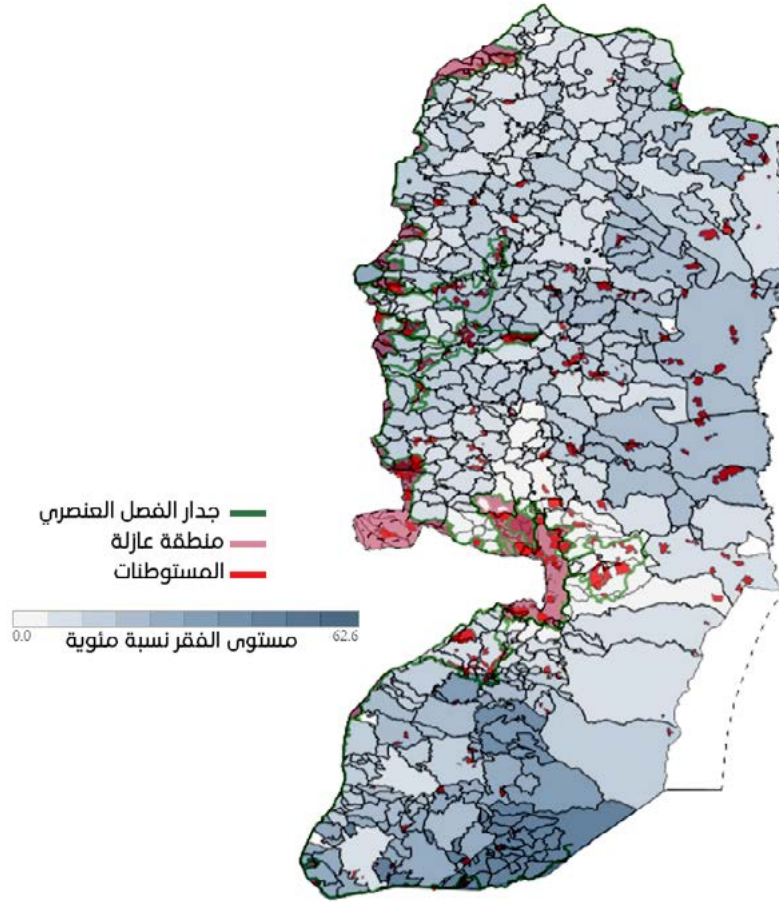 جدار الفصل العنصري
منطقة عازلة
المستوطنات
0.0 62.6
مستوى الفقر نسبة مئوية